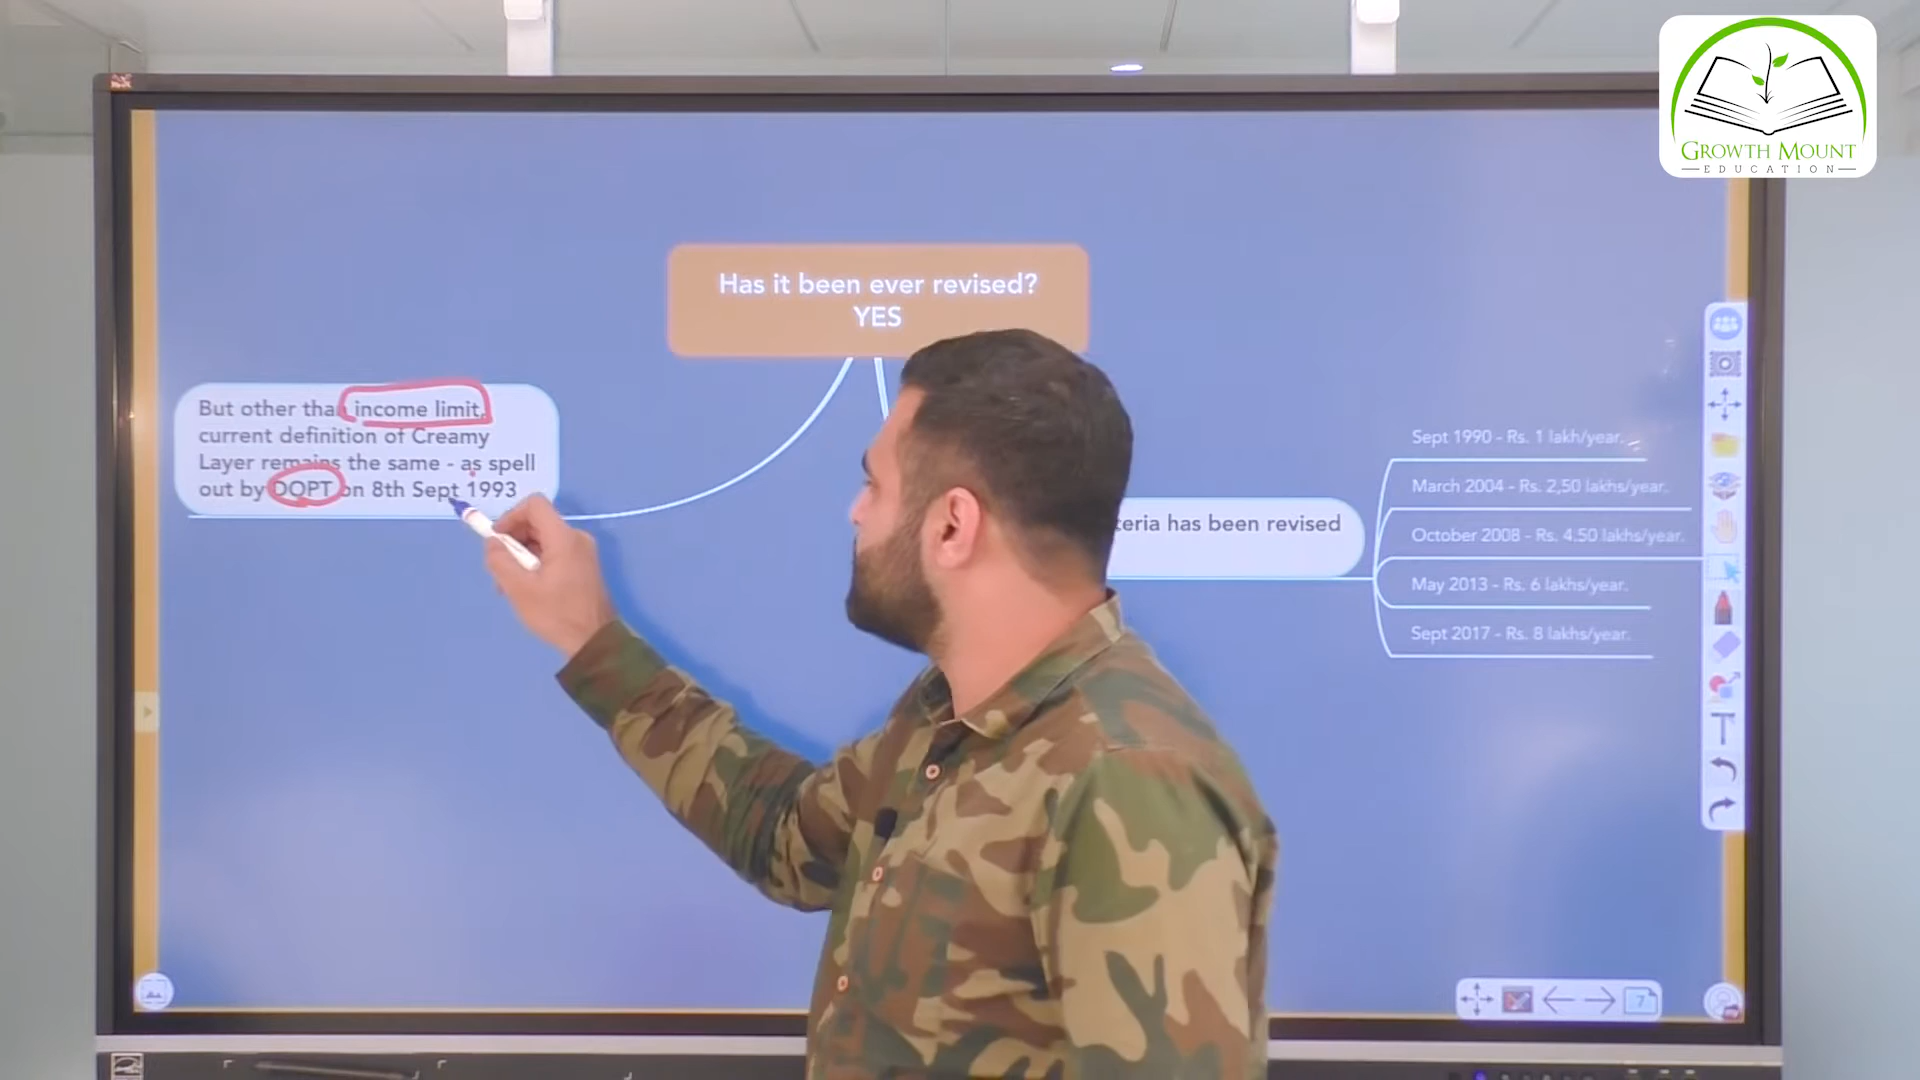 GROWTH MOUNT
EDUCATION
Has it been ever revised?
YES
But other than income limit,
current definition of Creamy
Layer remains the same - as spell
out by DOPT on 8th Sept 1993
has been revised
Sept 1990 - Rs. 1 lakh/year.
March 2004 - Rs. 2,50 lakhs/year.
October 2008 - Rs. 4.50 lakhs/year.
May 2013 - Rs. 6 lakhs/year.
Sept 2017 - Rs. 8 lakhs/year.
7